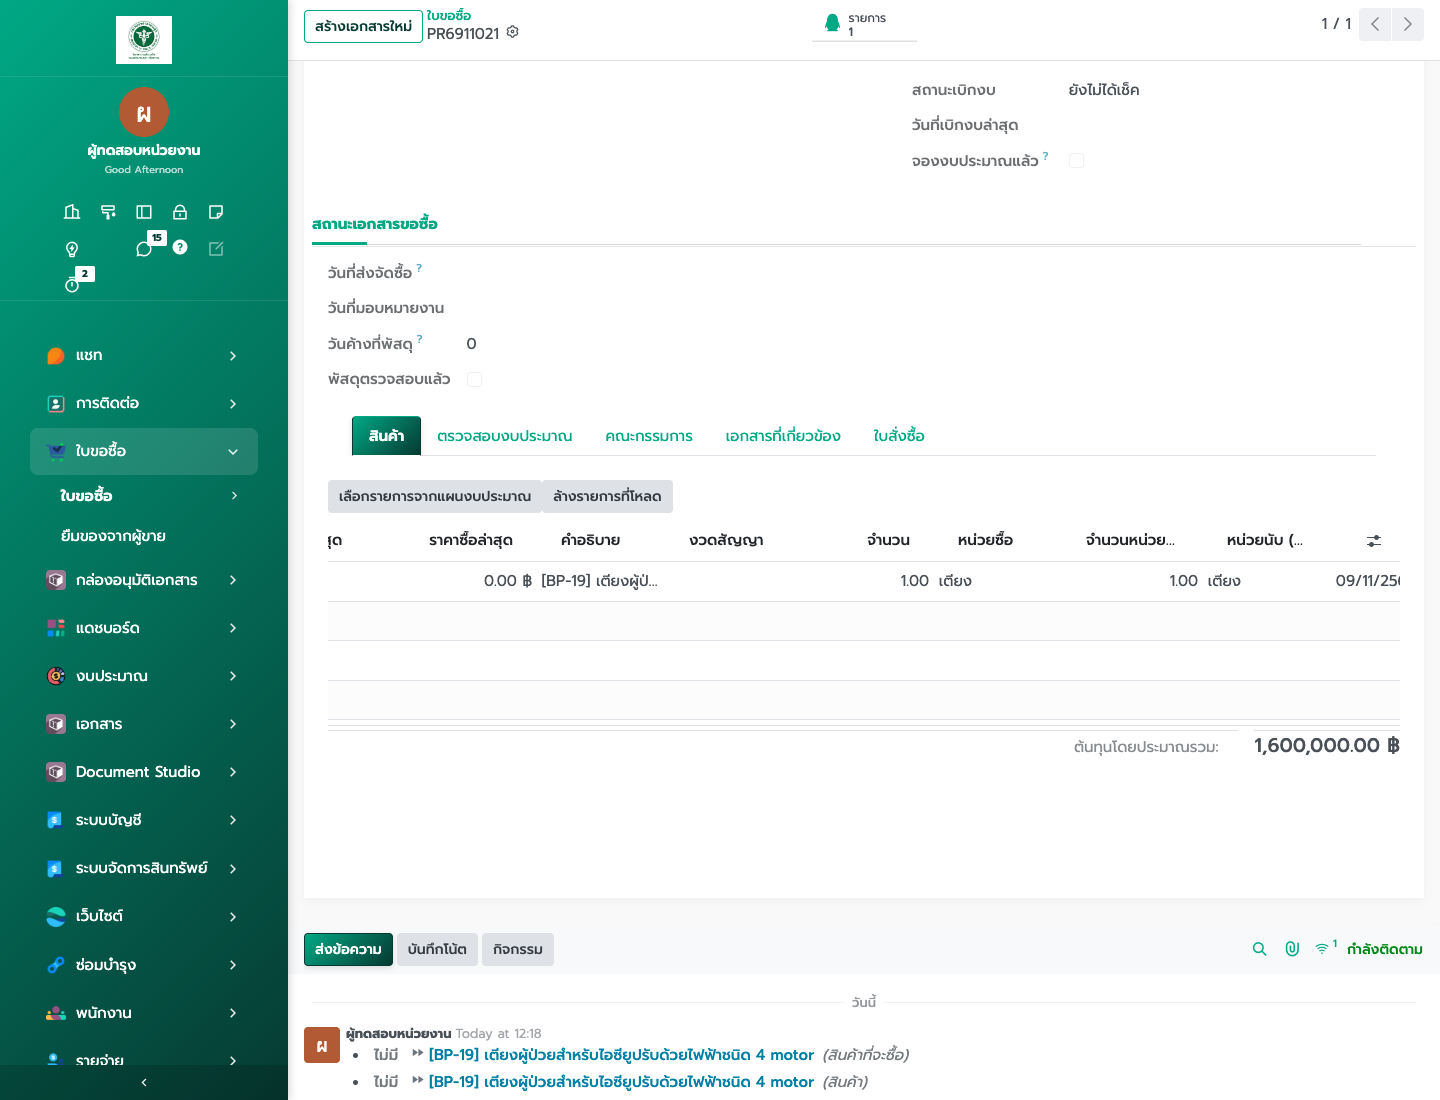 ผ
ผู้ทดสอบหน่วยงาน
Good Afternoon
15
2
แชท
การติดต่อ
ใบขอซื้อ
ใบขอซื้อ
ยืมของจากผู้ขาย
กล่องอนุมัติเอกสาร
แดชบอร์ด
งบประมาณ
เอกสาร
Document Studio
ระบบบัญชี
ระบบจัดการสินทรัพย์
เว็บไซต์
ซ่อมบำรุง
พนักงาน
รายจ่าย
สร้างเอกสารใหม่
ใบขอซื้อ
PR6911021
รายการ
1
1 / 1
สถานะเบิกงบ ยังไม่ได้เช็ค
วันที่เบิกงบล่าสุด
จองงบประมาณแล้ว ?
สถานะเอกสารขอซื้อ
วันที่ส่งจัดซื้อ ?
วันที่มอบหมายงาน
วันค้างที่พัสดุ ? 0
พัสดุตรวจสอบแล้ว
สินค้า ตรวจสอบงบประมาณ คณะกรรมการ เอกสารที่เกี่ยวข้อง ใบสั่งซื้อ
เลือกรายการจากแผนงบประมาณ ล้างรายการที่โหลด
สุด ราคาซื้อล่าสุด คำอธิบาย งวดสัญญา จำนวน หน่วยซื้อ จำนวนหน่วย... หน่วยนับ (...
0.00 ฿ [BP-19] เตียงผู้ป่... 1.00 เตียง 1.00 เตียง 09/11/256
ต้นทุนโดยประมาณรวม: 1,600,000.00 ฿
ส่งข้อความ บันทึกโน้ต กิจกรรม 1 กำลังติดตาม
วันนี้
ผ
ผู้ทดสอบหน่วยงาน Today at 12:18
• ไม่มี [BP-19] เตียงผู้ป่วยสำหรับไอซียูปรับด้วยไฟฟ้าชนิด 4 motor (สินค้าที่จะซื้อ)
• ไม่มี [BP-19] เตียงผู้ป่วยสำหรับไอซียูปรับด้วยไฟฟ้าชนิด 4 motor (สินค้า)